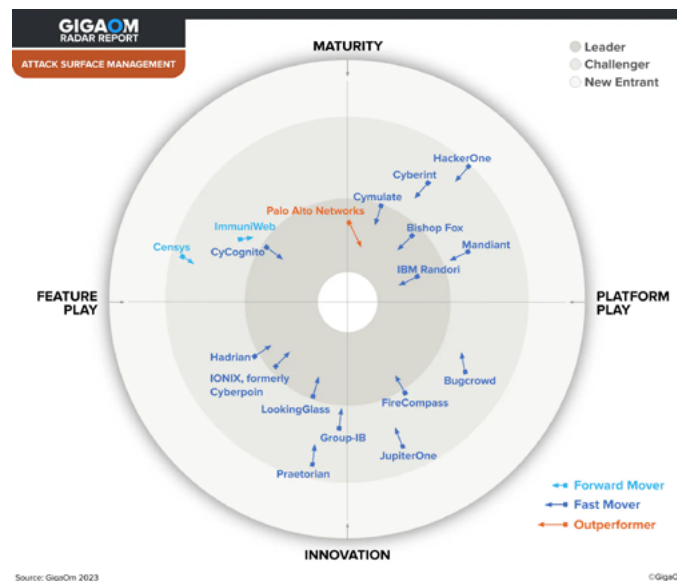 GIGAOM
RADAR REPORT
ATTACK SURFACE MANAGEMENT
MATURITY
Leader
Challenger
New Entrant
HackerOne
Cyberint
Cymulate
Palo Alto Networks
ImmuniWeb
Bishop Fox
Censys
CyCognito
Mandiant
IBM Randori
FEATURE
PLAY
PLATFORM
PLAY
Hadrian
IONIX, formerly
Cyberpoin
Bugcrowd
LookingGlass
FireCompass
Group-IB
JupiterOne
Praetorian
Forward Mover
Fast Mover
Outperformer
INNOVATION
Source: GigaOm 2023
©GigaO